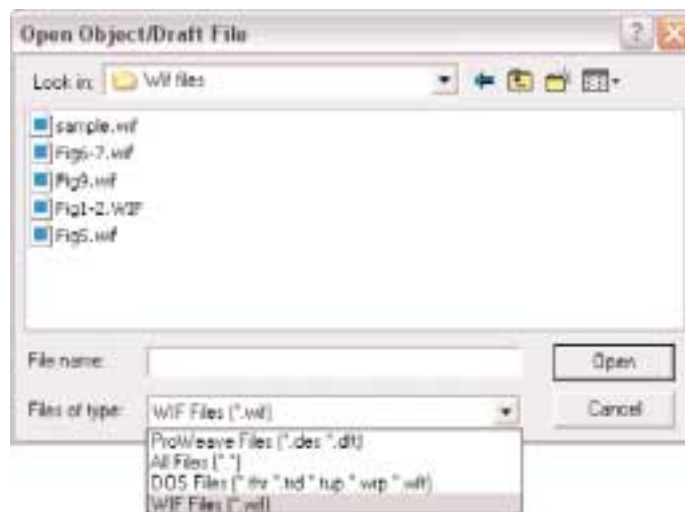 Open Object/Draft File
Look in: Wif files
sample.wif
Fig6-7.wif
Fig9.wif
Fig1-2.WIF
Fig5.wif
File name:
Open
Files of type: WIF Files (*.wif)
Cancel
ProWeave Files (*.des *.dft)
All Files (*.*)
DOS Files (*.thr *.trd *.tup *.wrp *.wft)
WIF Files (*.wif)